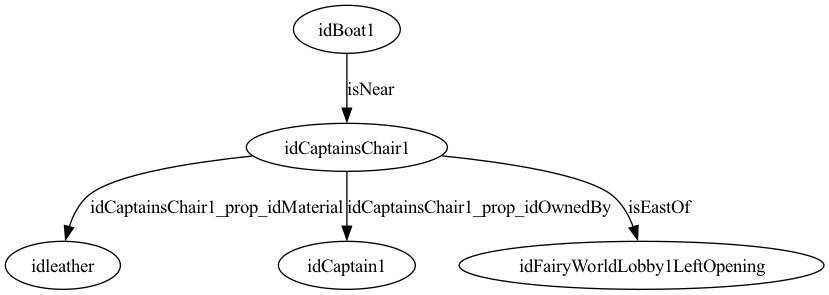 idBoat1
isNear
idCaptainsChair1
idCaptainsChair1_prop_idMaterial
idCaptainsChair1_prop_idOwnedBy
isEastOf
idleather
idCaptain1
idFairyWorldLobby1LeftOpening